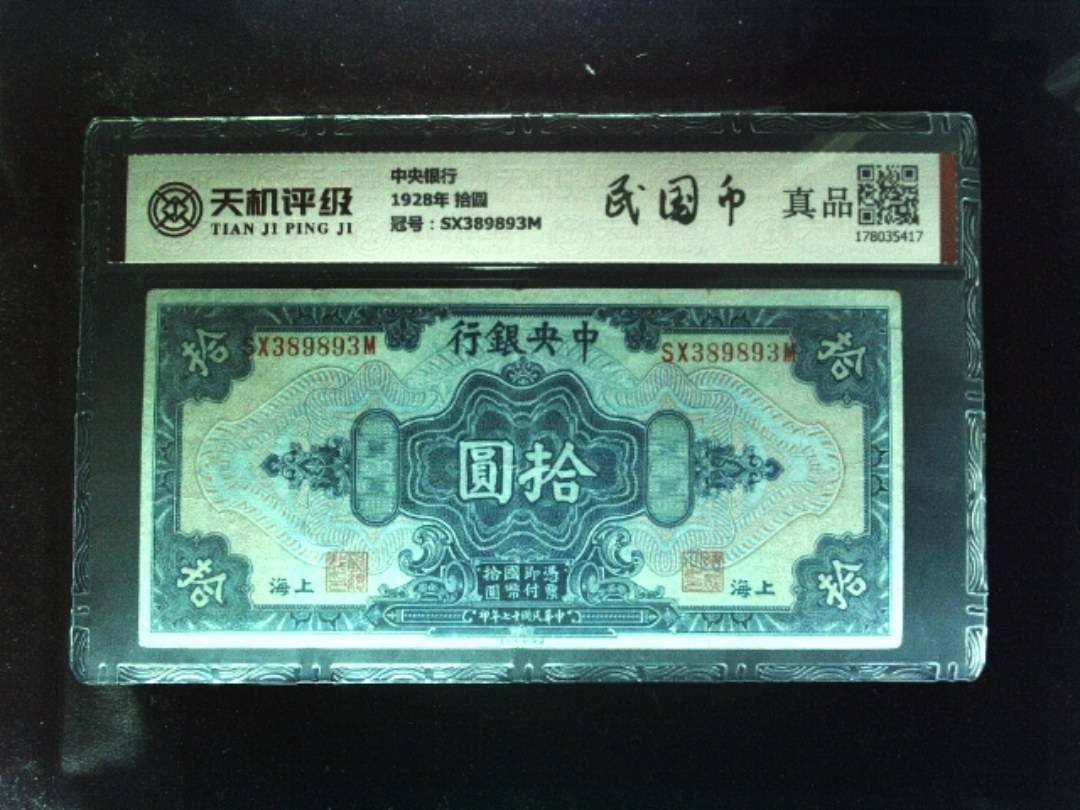 天机评级
TIAN JI PING JI
中央银行
1928年 拾圆
冠号：SX389893M
民国币
真品
178035417
行銀央中
SX389893M
SX389893M
拾
拾
圓拾
拾
拾
海上
海上
拾國即憑
圓幣付票
印年七十國民華中